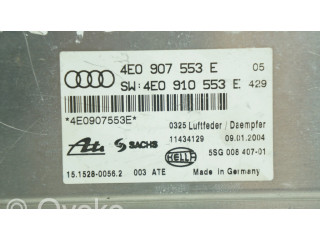 4E0 907 553 E 05
SW:4E0 910 553 E 429
*4E0907553E*
0325 Luftfeder / Daempfer
11434129 09.01.2004
Ate SACHS HELLA 5SG 008 407-01
15.1526-0056.2 003 ATE Made in Germany
ovoko